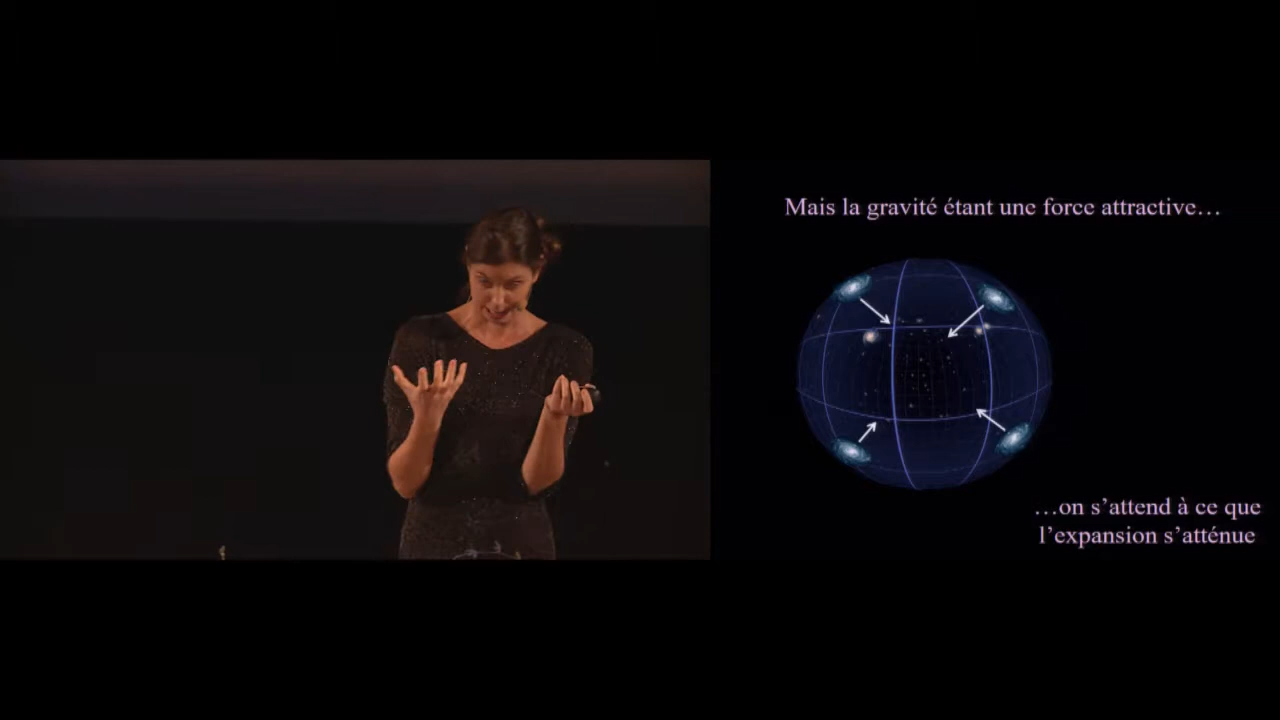 Mais la gravité étant une force attractive…
…on s’attend à ce que
l’expansion s’atténue